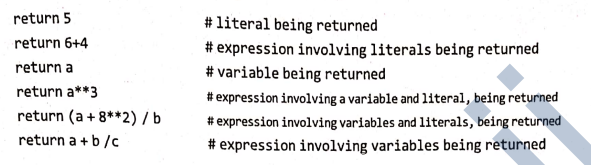 return 5 # literal being returned
return 6+4 # expression involving literals being returned
return a # variable being returned
return a**3 # expression involving a variable and literal, being returned
return (a + 8**2) / b # expression involving variables and literals, being returned
return a + b /c # expression involving variables being returned